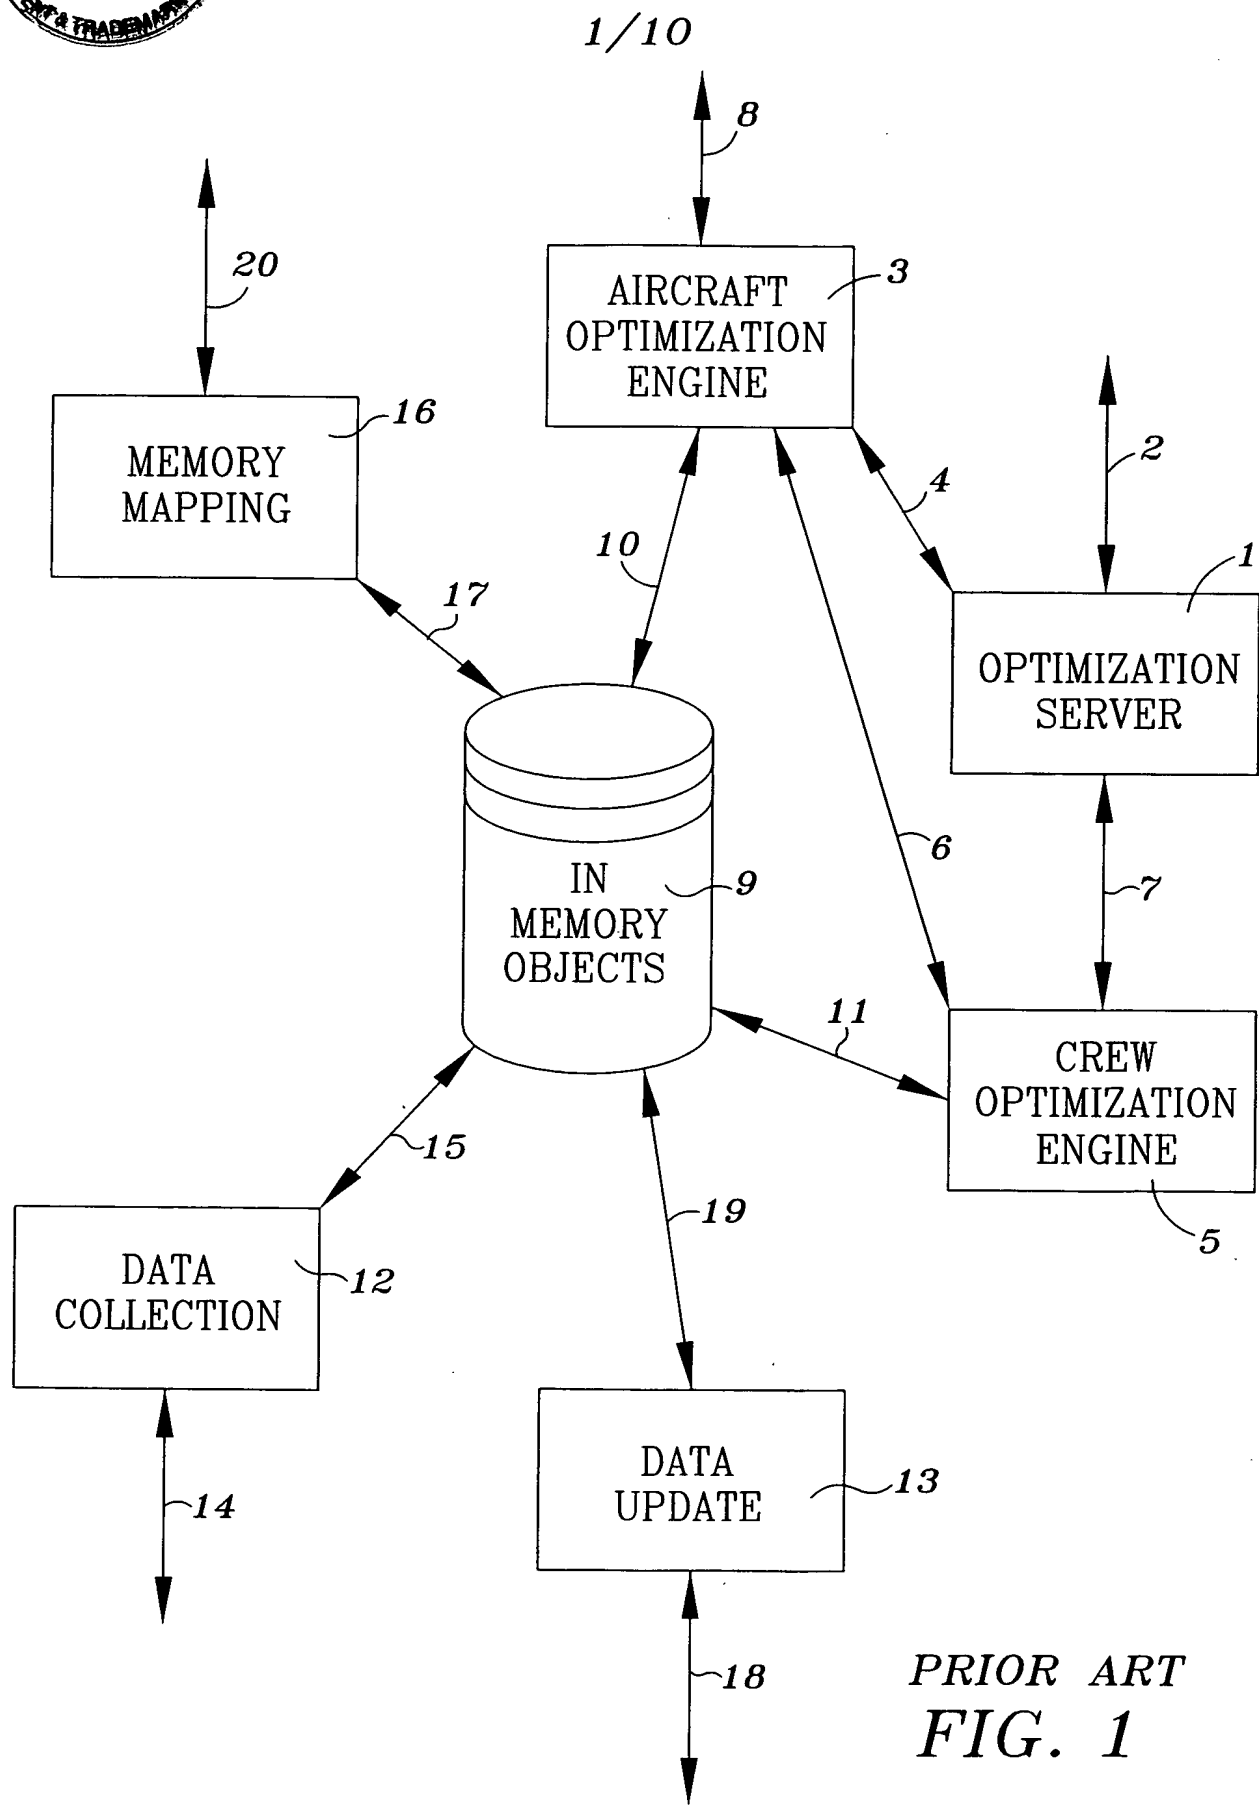 & TRADEMARK
1/10
8
20
3
AIRCRAFT
OPTIMIZATION
ENGINE
16
MEMORY
MAPPING
2
4
10
1
17
OPTIMIZATION
SERVER
6
7
9
IN
MEMORY
OBJECTS
11
CREW
OPTIMIZATION
ENGINE
5
15
19
12
DATA
COLLECTION
13
DATA
UPDATE
14
18
PRIOR ART
FIG. 1